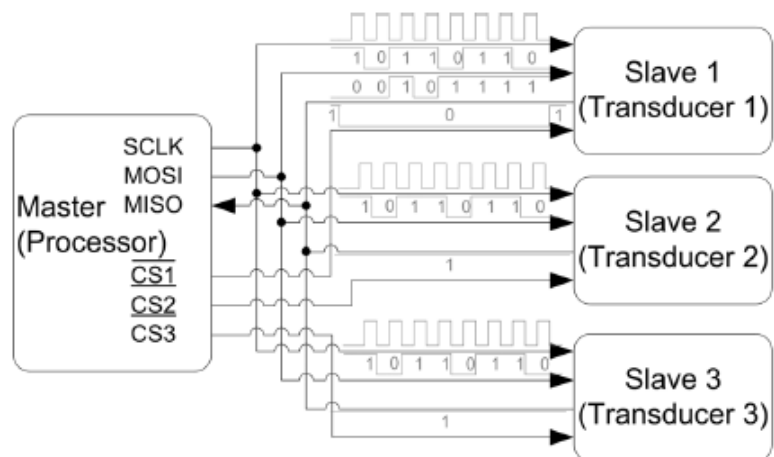 SCLK
MOSI
MISO
Master
(Processor)
CS1
CS2
CS3
1 0 1 1 0 1 1 0
0 0 1 0 1 1 1 1
1 0 1
Slave 1
(Transducer 1)
1 0 1 1 0 1 1 0
1
Slave 2
(Transducer 2)
1 0 1 1 0 1 1 0
1
Slave 3
(Transducer 3)